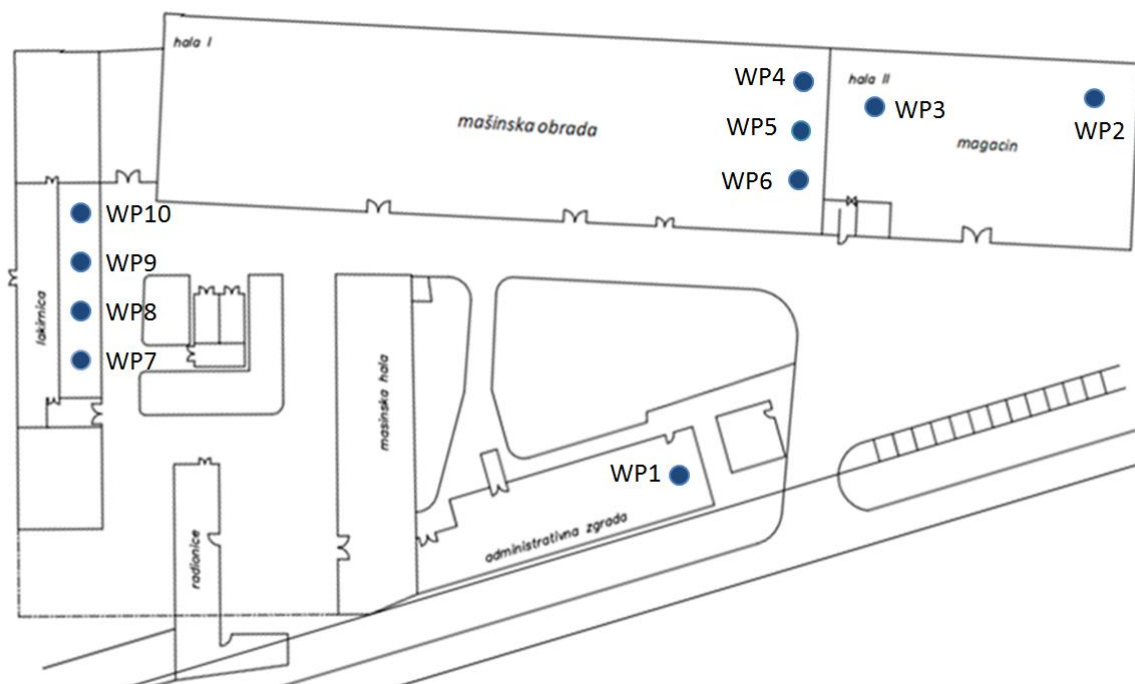 hala I
WP4
hala II
WP3
WP5
mašinska obrada
WP2
magacin
WP6
WP10
WP9
WP8
lakirnica
WP7
mašinska hala
WP1
administrativna zgrada
radionice